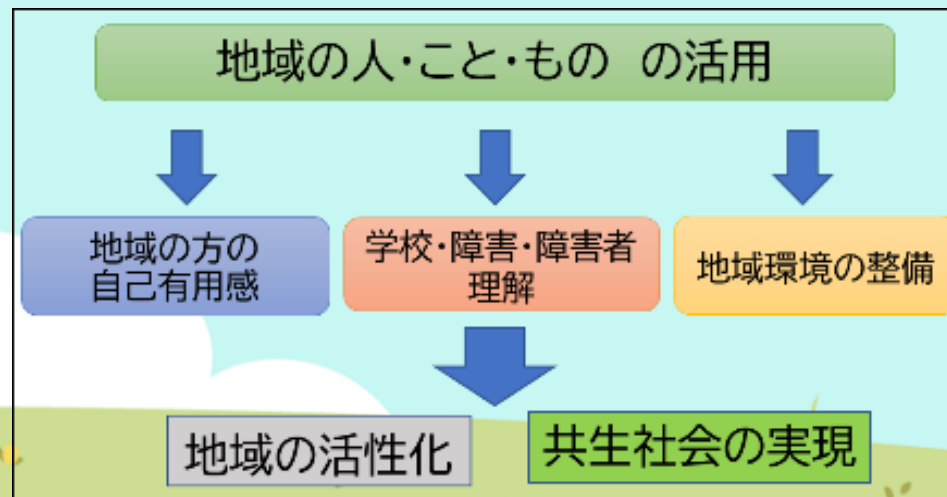 地域の人・こと・もの　の活用
地域の方の
自己有用感
学校・障害・障害者
理解
地域環境の整備
地域の活性化
共生社会の実現